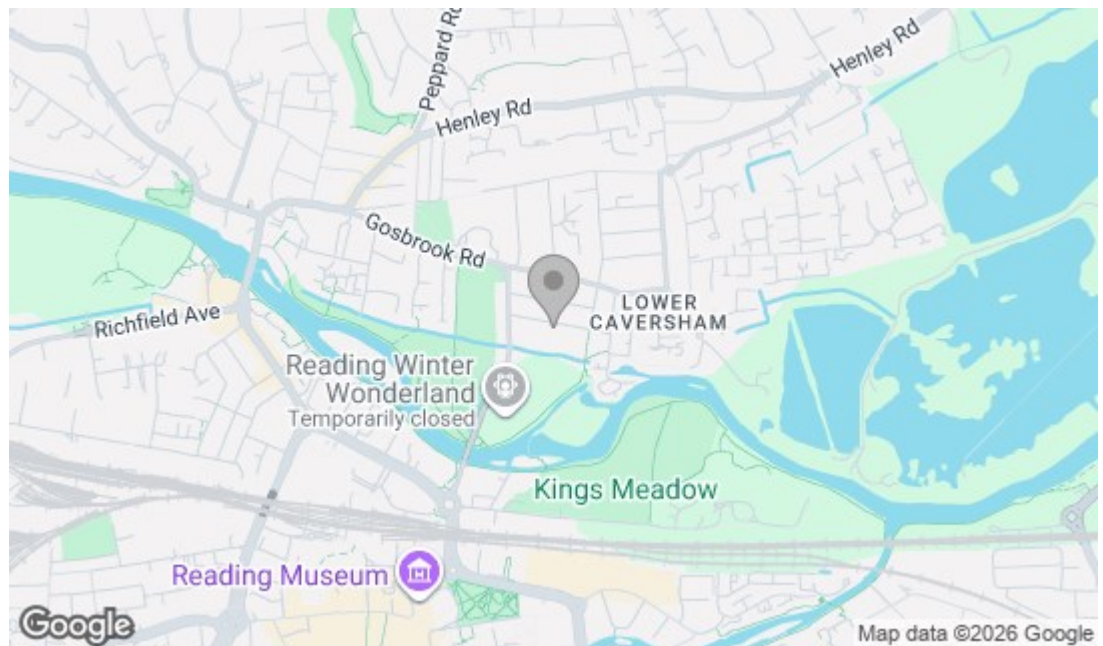 Peppard Rd
Henley Rd
Henley Rd
Gosbrook Rd
Richfield Ave
LOWER
CAVERSHAM
Reading Winter
Wonderland
Temporarily closed
Kings Meadow
Reading Museum
Google
Map data ©2026 Google